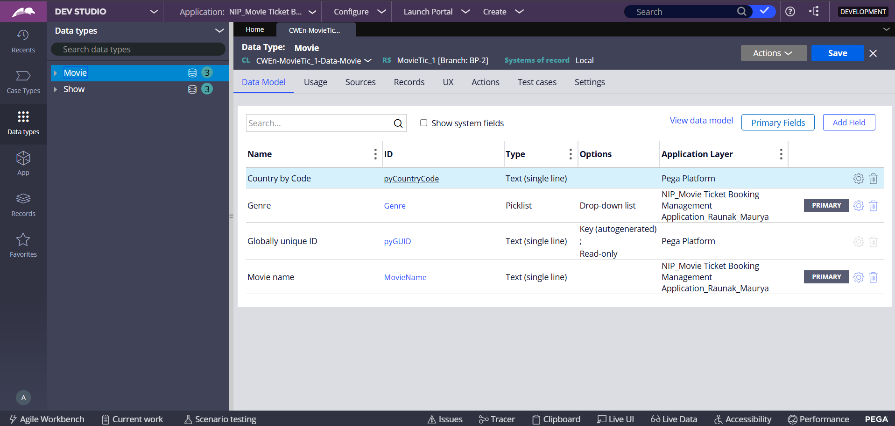 DEV STUDIO
Application: NIP_Movie Ticket B...
Configure
Launch Portal
Create
Search
DEVELOPMENT
Recents
Case Types
Data types
App
Records
Favorites
A
Data types
Search data types
Movie 3
Show 3
Home
CWEn-MovieTic...
Data Type: Movie
CL CWEn-MovieTic_1-Data-Movie
RS MovieTic_1 [Branch: BP-2]
Systems of record Local
Actions
Save
Data Model
Usage
Sources
Records
UX
Actions
Test cases
Settings
Search...
Show system fields
View data model
Primary Fields
Add Field
Name ID Type Options Application Layer
Country by Code pyCountryCode Text (single line) Pega Platform
Genre Genre Picklist Drop-down list NIP_Movie Ticket Booking
Management
Application_Raunak_Maurya
PRIMARY
Globally unique ID pyGUID Text (single line) Key (autogenerated)
;
Read-only
Pega Platform
Movie name MovieName Text (single line) NIP_Movie Ticket Booking
Management
Application_Raunak_Maurya
PRIMARY
Agile Workbench
Current work
Scenario testing
Issues
Tracer
Clipboard
Live UI
Live Data
Accessibility
Performance
PEGA